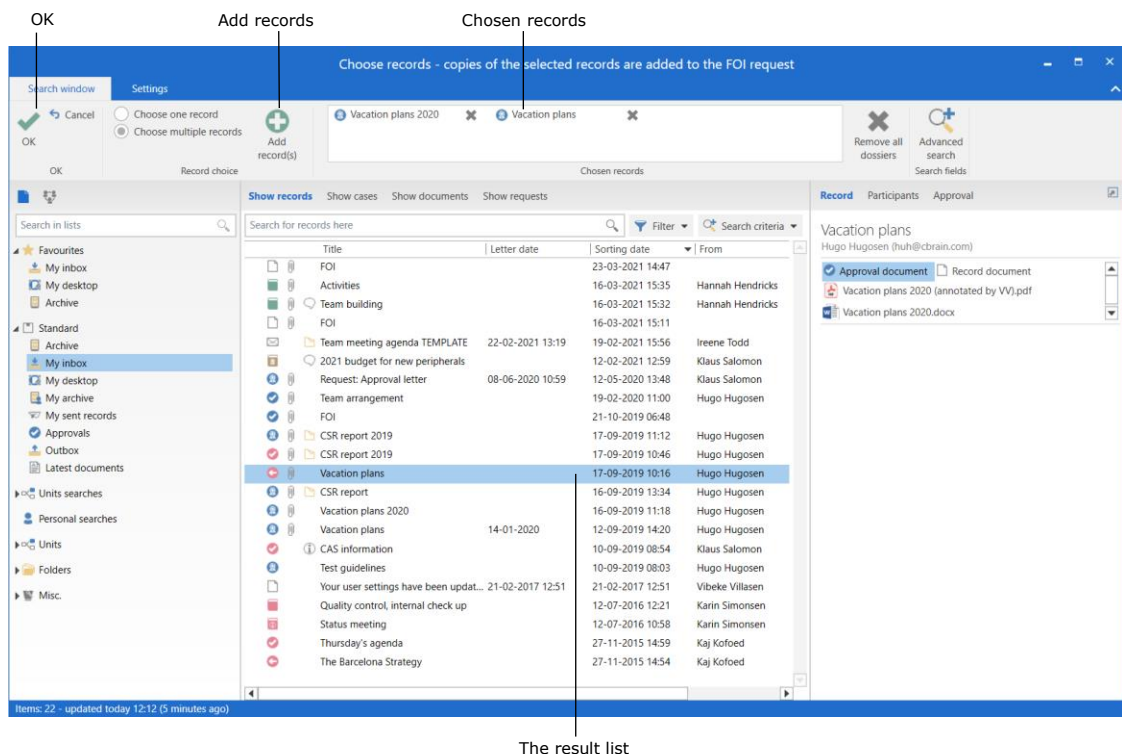 OK Add records Chosen records
Choose records - copies of the selected records are added to the FOI request
Search window Settings
OK
Cancel
Choose one record
Choose multiple records
Add
record(s)
Vacation plans 2020 Vacation plans
Remove all
dossiers
Advanced
search
OK Record choice Chosen records Search fields
Search in lists
Favourites
My inbox
My desktop
Archive
Standard
Archive
My inbox
My desktop
My archive
My sent records
Approvals
Outbox
Latest documents
Units searches
Personal searches
Units
Folders
Misc.
Show records Show cases Show documents Show requests
Search for records here Filter Search criteria
Title Letter date Sorting date From
FOI 23-03-2021 14:47
Activities 16-03-2021 15:35 Hannah Hendricks
Team building 16-03-2021 15:32 Hannah Hendricks
FOI 16-03-2021 15:11
Team meeting agenda TEMPLATE 22-02-2021 13:19 19-02-2021 15:56 Ireene Todd
2021 budget for new peripherals 12-02-2021 12:59 Klaus Salomon
Request: Approval letter 08-06-2020 10:59 12-05-2020 13:48 Klaus Salomon
Team arrangement 19-02-2020 11:00 Hugo Hugosen
FOI 21-10-2019 06:48
CSR report 2019 17-09-2019 11:12 Hugo Hugosen
CSR report 2019 17-09-2019 10:46 Hugo Hugosen
Vacation plans 17-09-2019 10:16 Hugo Hugosen
CSR report 16-09-2019 13:34 Hugo Hugosen
Vacation plans 2020 16-09-2019 11:18 Hugo Hugosen
Vacation plans 14-01-2020 12-09-2019 14:20 Hugo Hugosen
CAS information 10-09-2019 08:54 Klaus Salomon
Test guidelines 10-09-2019 08:03 Hugo Hugosen
Your user settings have been updat... 21-02-2017 12:51 21-02-2017 12:51 Vibeke Villasen
Quality control, internal check up 12-07-2016 12:21 Karin Simonsen
Status meeting 12-07-2016 10:58 Karin Simonsen
Thursday's agenda 27-11-2015 14:59 Kaj Kofoed
The Barcelona Strategy 27-11-2015 14:54 Kaj Kofoed
Record Participants Approval
Vacation plans
Hugo Hugosen (huh@cbrain.com)
Approval document Record document
Vacation plans 2020 (annotated by VV).pdf
Vacation plans 2020.docx
Items: 22 - updated today 12:12 (5 minutes ago)
The result list